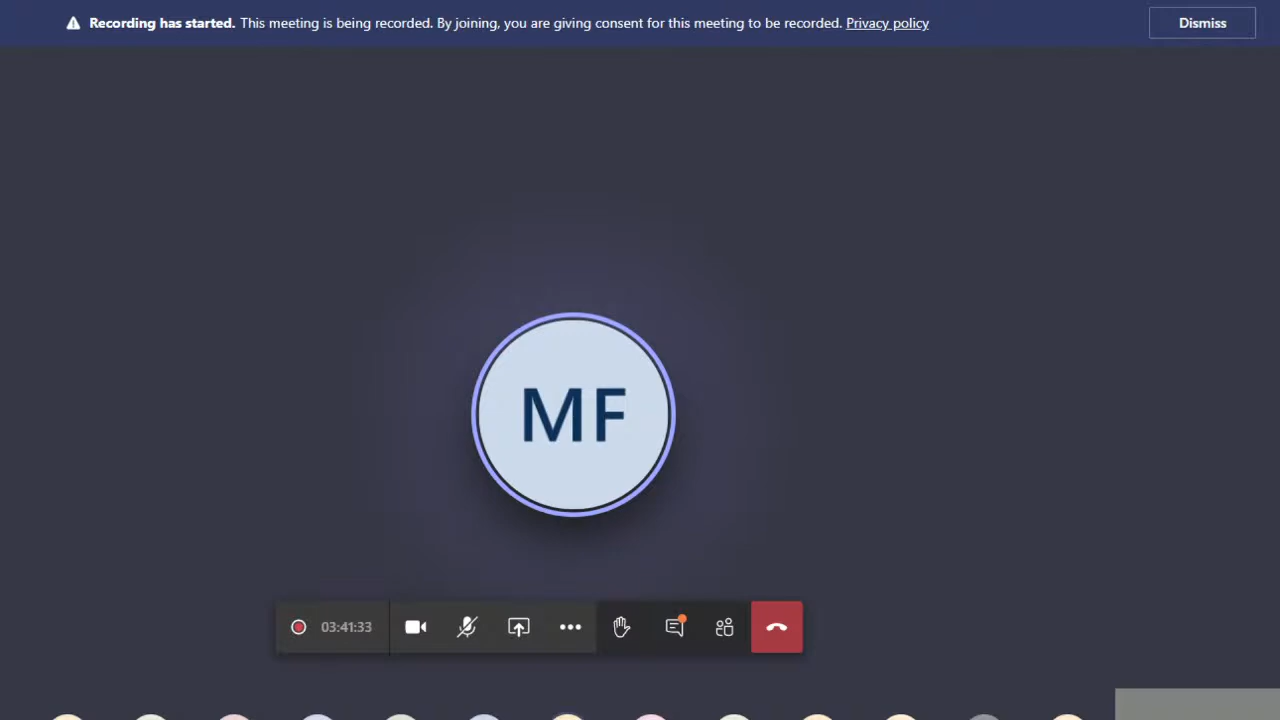 Recording has started. This meeting is being recorded. By joining, you are giving consent for this meeting to be recorded. Privacy policy
Dismiss
MF
03:41:33